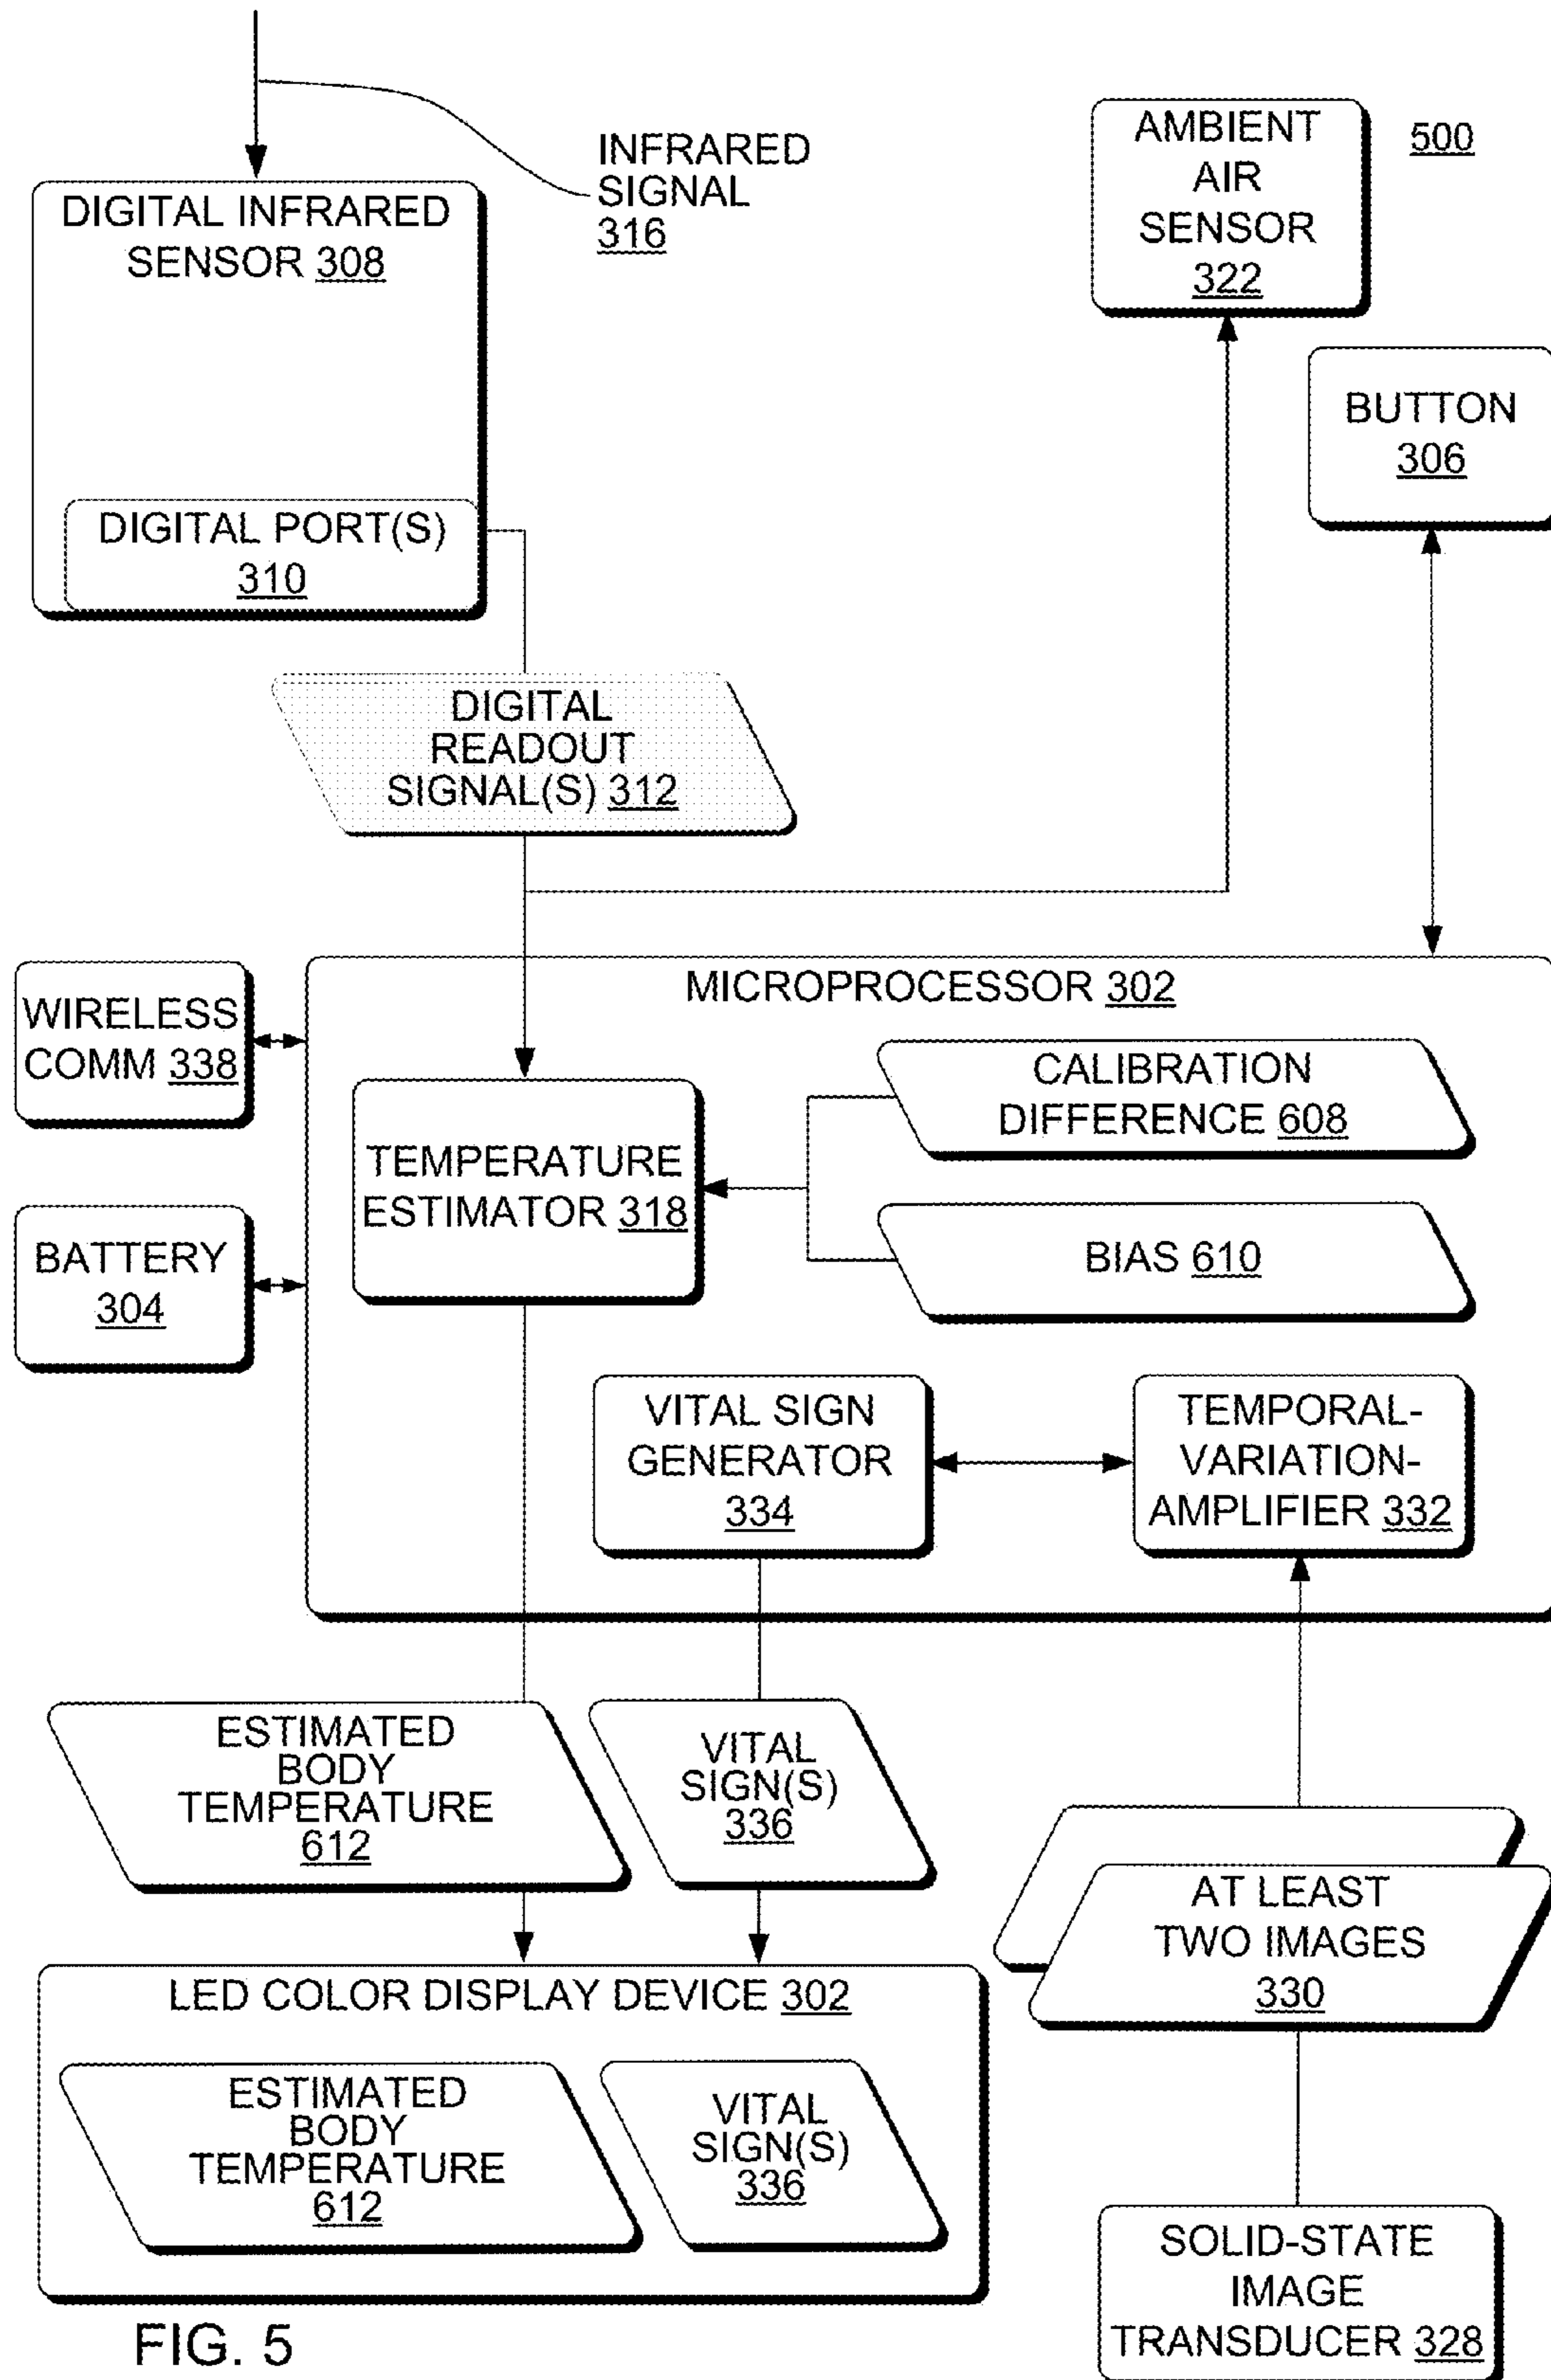 INFRARED
SIGNAL
316
AMBIENT
AIR
SENSOR
322
500
DIGITAL INFRARED
SENSOR 308
BUTTON
306
DIGITAL PORT(S)
310
DIGITAL
READOUT
SIGNAL(S) 312
MICROPROCESSOR 302
WIRELESS
COMM 338
CALIBRATION
DIFFERENCE 608
TEMPERATURE
ESTIMATOR 318
BATTERY
304
BIAS 610
VITAL SIGN
GENERATOR
334
TEMPORAL-
VARIATION-
AMPLIFIER 332
ESTIMATED
BODY
TEMPERATURE
612
VITAL
SIGN(S)
336
AT LEAST
TWO IMAGES
330
LED COLOR DISPLAY DEVICE 302
ESTIMATED
BODY
TEMPERATURE
612
VITAL
SIGN(S)
336
SOLID-STATE
IMAGE
TRANSDUCER 328
FIG. 5